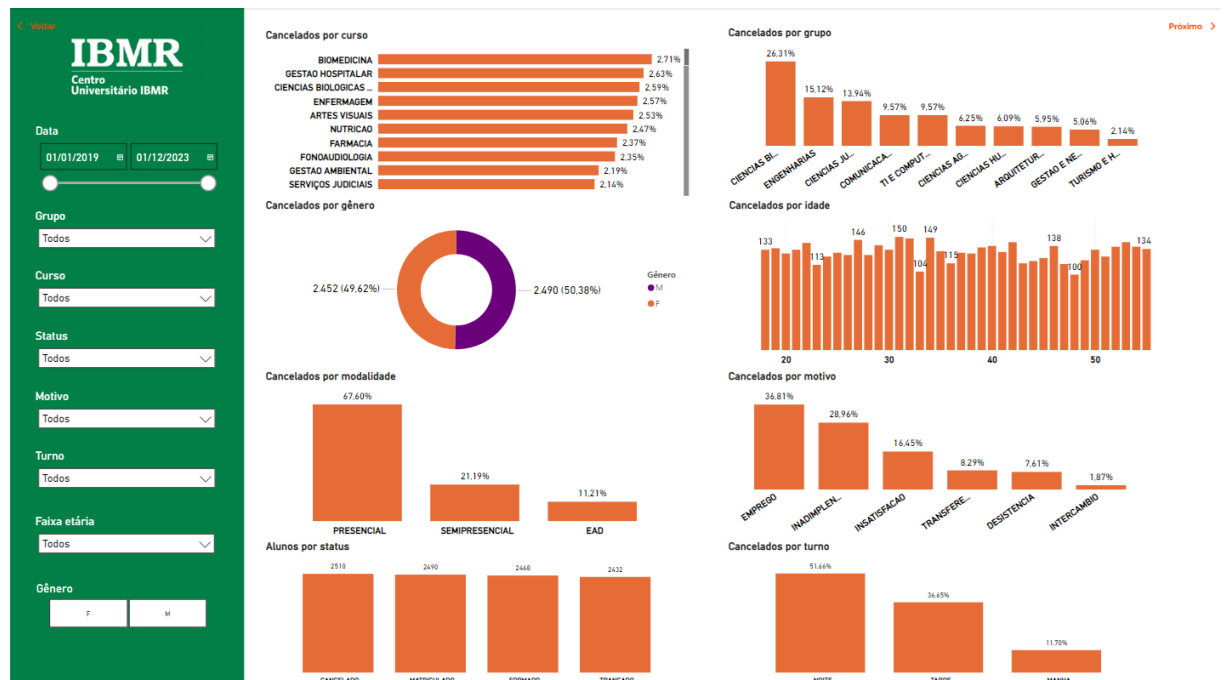 Voltar
IBMR
Centro
Universitário IBMR
Data
01/01/2019
01/12/2023
Grupo
Todos
Curso
Todos
Status
Todos
Motivo
Todos
Turno
Todos
Faixa etária
Todos
Gênero
F
M
Próximo
Cancelados por curso
BIOMEDICINA 2.71%
GESTAO HOSPITALAR 2.63%
CIENCIAS BIOLOGICAS ... 2.59%
ENFERMAGEM 2.57%
ARTES VISUAIS 2.53%
NUTRICAO 2.47%
FARMACIA 2.37%
FONOAUDIOLOGIA 2.35%
GESTAO AMBIENTAL 2.19%
SERVIÇOS JUDICIAIS 2.14%
Cancelados por grupo
26,31%
15,12%
13,94%
9,57%
9,57%
6,25%
6,09%
5,95%
5,06%
2,14%
CIENCIAS BI...
ENGENHARIAS
CIENCIAS JU...
COMUNICACA...
TI E COMPUT...
CIENCIAS AG...
CIENCIAS HU...
ARQUITETUR...
GESTAO E NE...
TURISMO E H...
Cancelados por gênero
2.452 (49,62%)
2.490 (50,38%)
Gênero
M
F
Cancelados por idade
133
113
146
150
104
149
115
138
100
134
20
30
40
50
Cancelados por modalidade
67,60%
21,19%
11,21%
PRESENCIAL
SEMIPRESENCIAL
EAD
Cancelados por motivo
36,81%
28,96%
16,45%
8,29%
7,61%
1,87%
EMPREGO
INADIMPLEN...
INSATISFACAO
TRANSFERE...
DESISTENCIA
INTERCAMBIO
Alunos por status
2510
2490
2468
2432
CANCELADO
MATRICULADO
FORMADO
TRANCADO
Cancelados por turno
51,66%
36,65%
11,70%
NOITE
TARDE
MANHA